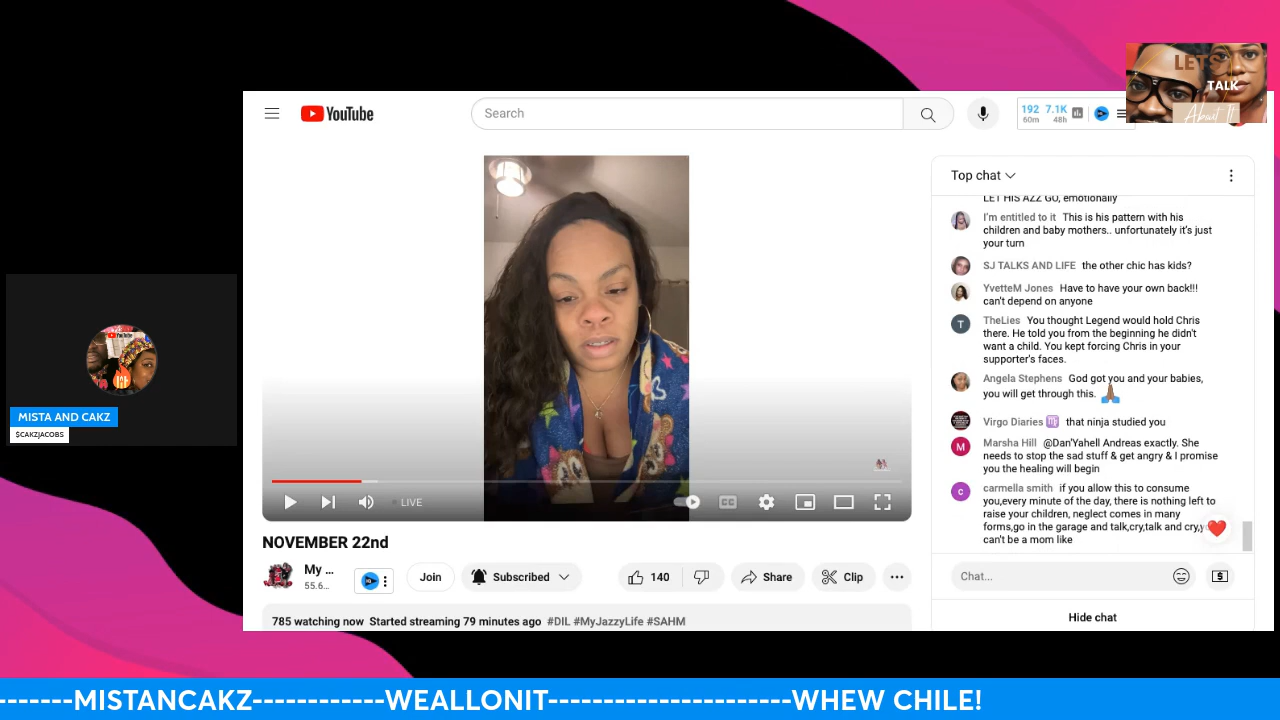 LETS
TALK
About It
YouTube
Search
192 7.1K
60m 48h
Top chat
LET HIS AZZ GO, emotionally
I'm entitled to it This is his pattern with his
children and baby mothers.. unfortunately it's just
your turn
SJ TALKS AND LIFE the other chic has kids?
YvetteM Jones Have to have your own back!!!
can't depend on anyone
T
TheLies You thought Legend would hold Chris
there. He told you from the beginning he didn't
want a child. You kept forcing Chris in your
supporter's faces.
Angela Stephens God got you and your babies,
you will get through this. 🙏🏾
Virgo Diaries ♍ that ninja studied you
M
Marsha Hill @Dan'Yahell Andreas exactly. She
needs to stop the sad stuff & get angry & I promise
you the healing will begin
c
carmella smith if you allow this to consume
you,every minute of the day, there is nothing left to
raise your children, neglect comes in many
forms,go in the garage and talk,cry,talk and cry,
can't be a mom like
Chat...
Hide chat
LIVE
CC
NOVEMBER 22nd
My ...
55.6...
Join
Subscribed
140
Share
Clip
785 watching now Started streaming 79 minutes ago #DIL #MyJazzyLife #SAHM
MISTA AND CAKZ
$CAKZJACOBS
-------MISTANCAKZ-----------WEALLONIT--------------------WHEW CHILE!